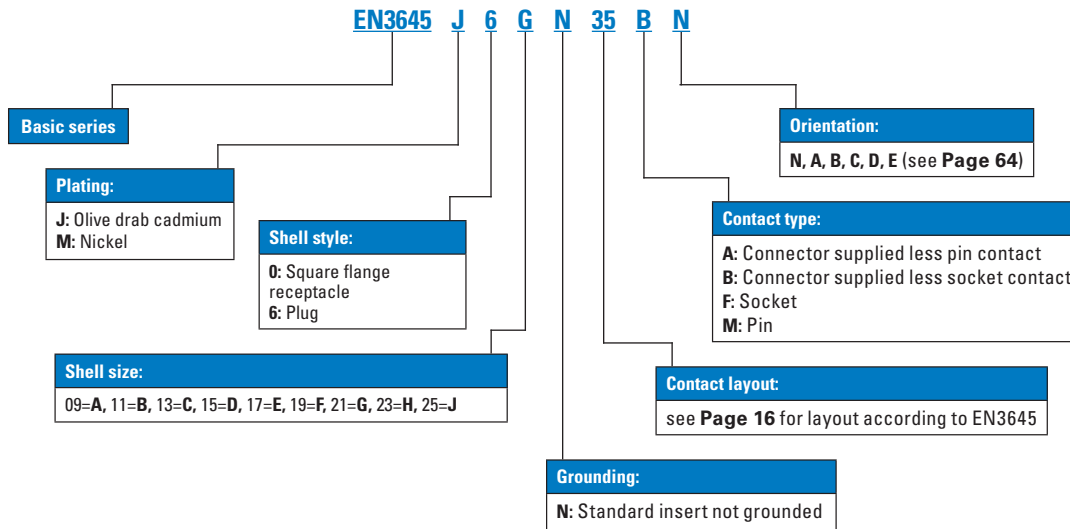 EN3645 J 6 G N 35 B N
Basic series
Orientation:
N, A, B, C, D, E (see Page 64)
Plating:
J: Olive drab cadmium
M: Nickel
Contact type:
A: Connector supplied less pin contact
B: Connector supplied less socket contact
F: Socket
M: Pin
Shell style:
0: Square flange
receptacle
6: Plug
Shell size:
09=A, 11=B, 13=C, 15=D, 17=E, 19=F, 21=G, 23=H, 25=J
Contact layout:
see Page 16 for layout according to EN3645
Grounding:
N: Standard insert not grounded